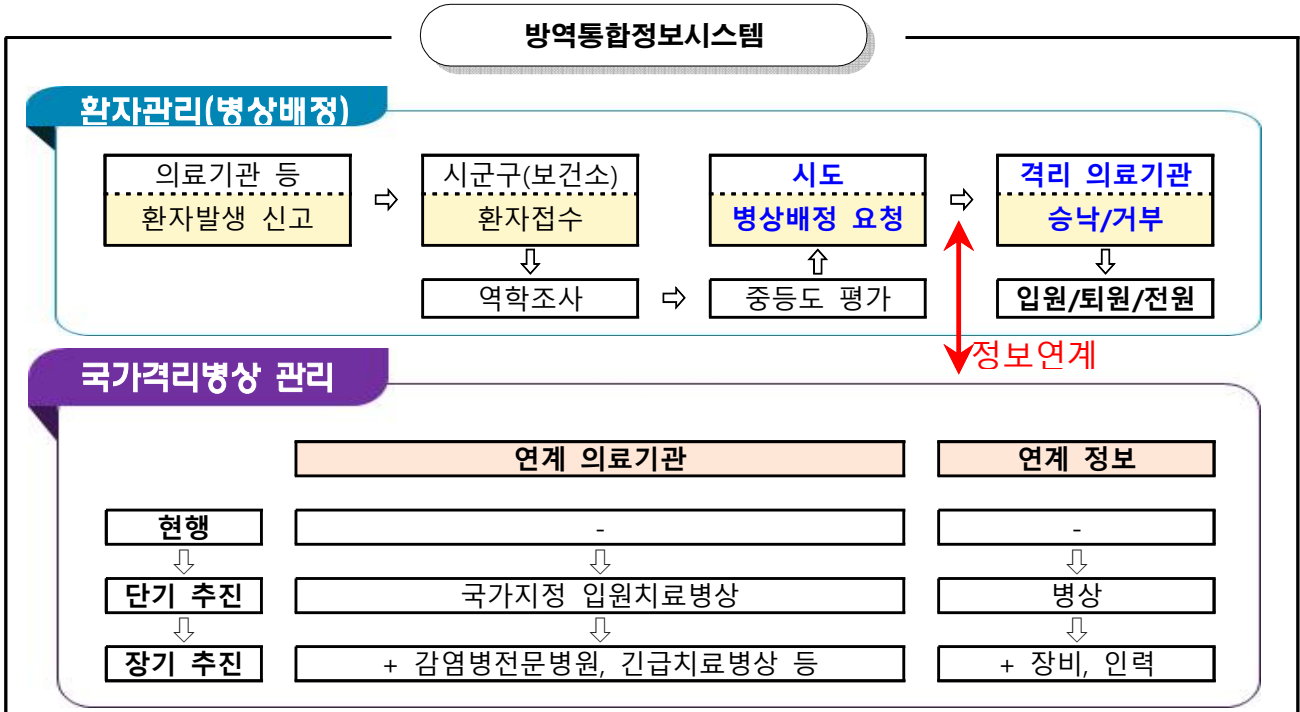 방역통합정보시스템
환자관리(병상배정)
의료기관 등
환자발생 신고
⇨
시군구(보건소)
환자접수
시도
병상배정 요청
⇨
격리 의료기관
승낙/거부
⇩
⇧
⇩
역학조사
⇨
중등도 평가
입원/퇴원/전원
정보연계
국가격리병상 관리
연계 의료기관
연계 정보
현행
-
-
⇩
⇩
⇩
단기 추진
국가지정 입원치료병상
병상
⇩
⇩
⇩
장기 추진
+ 감염병전문병원, 긴급치료병상 등
+ 장비, 인력